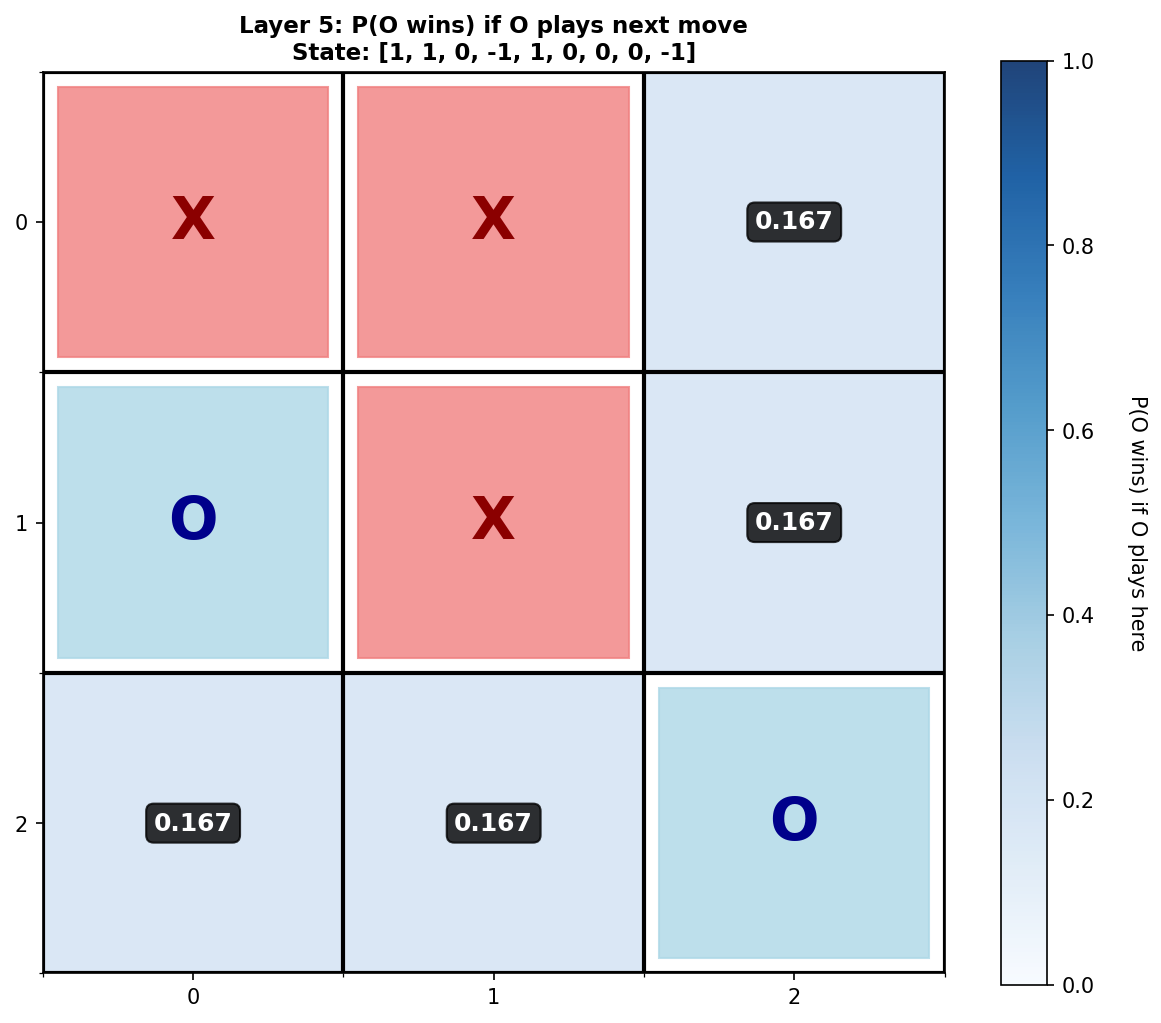 Layer 5: P(O wins) if O plays next move
State: [1, 1, 0, -1, 1, 0, 0, 0, -1]
1.0
0.8
0.6
0.4
0.2
0.0
P(O wins) if O plays here
0
X
X
0.167
1
O
X
0.167
2
0.167
0.167
O
0
1
2